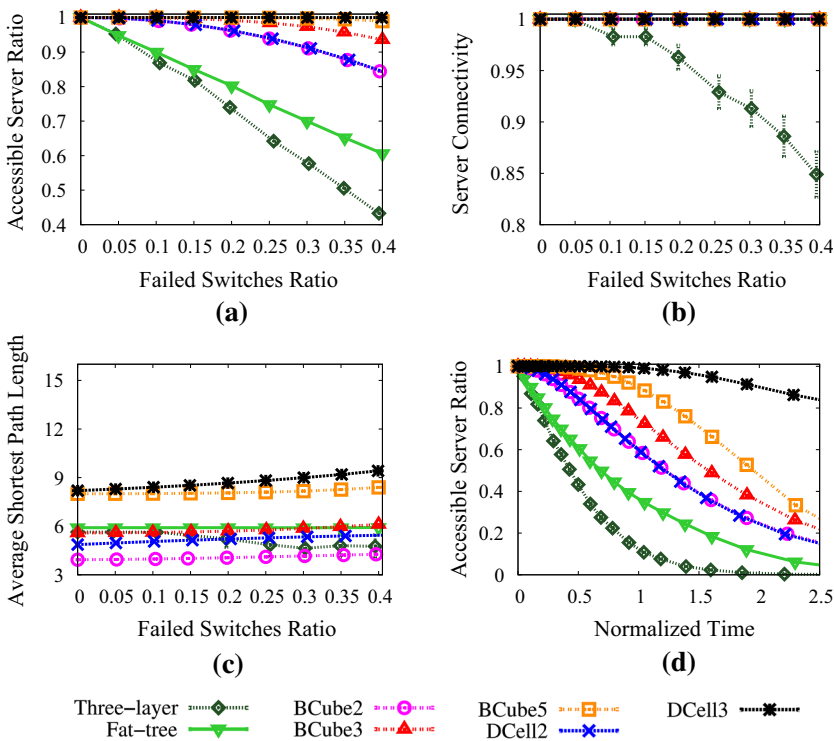 1
0.9
0.8
0.7
0.6
0.5
0.4
Accessible Server Ratio
0 0.05 0.1 0.15 0.2 0.25 0.3 0.35 0.4
Failed Switches Ratio
(a)
1
0.95
0.9
0.85
0.8
Server Connectivity
0 0.05 0.1 0.15 0.2 0.25 0.3 0.35 0.4
Failed Switches Ratio
(b)
15
12
9
6
3
Average Shortest Path Length
0 0.05 0.1 0.15 0.2 0.25 0.3 0.35 0.4
Failed Switches Ratio
(c)
1
0.8
0.6
0.4
0.2
0
Accessible Server Ratio
0 0.5 1 1.5 2 2.5
Normalized Time
(d)
Three-layer
Fat-tree
BCube2
BCube3
BCube5
DCell2
DCell3